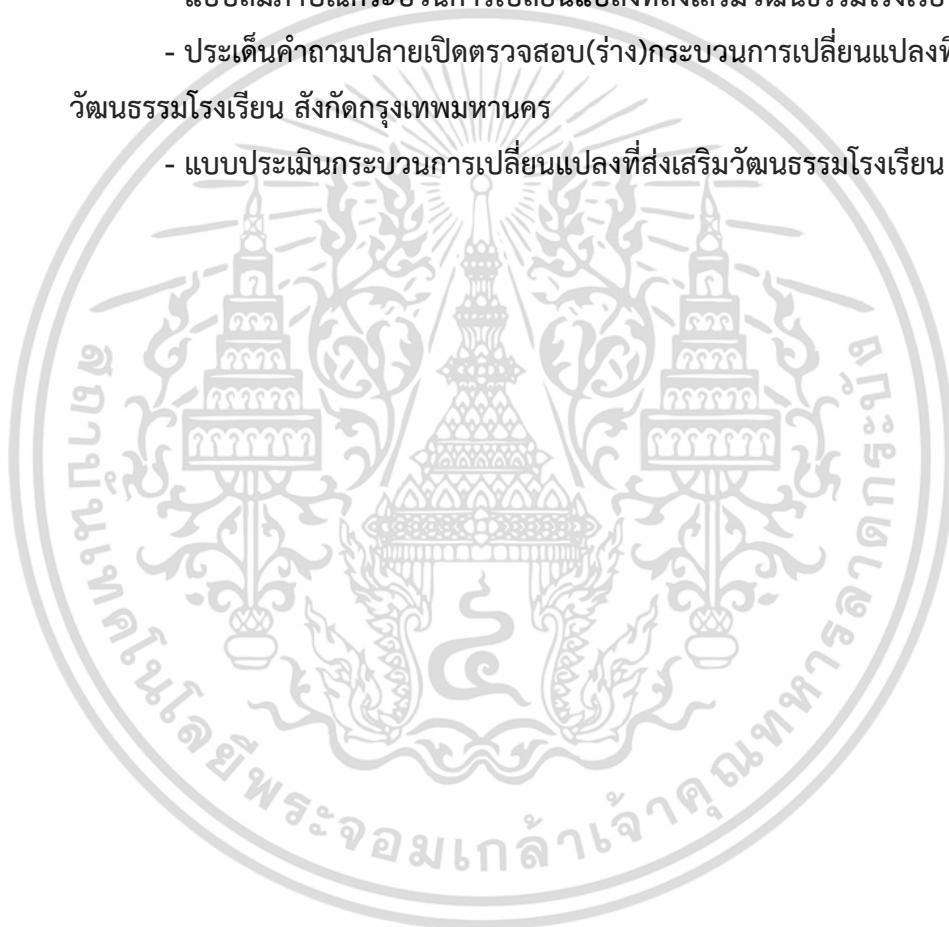 - ประเด็นคำถามปลายเปิดตรวจสอบ(ร่าง)กระบวนการเปลี่ยนแปลงที่
วัฒนธรรมโรงเรียน สังกัดกรุงเทพมหานคร
- แบบประเมินกระบวนการเปลี่ยนแปลงที่ส่งเสริมวัฒนธรรมโรงเรียน
สถาบันเทคโนโลยีพระจอมเกล้าเจ้าคุณทหารลาดกระบัง